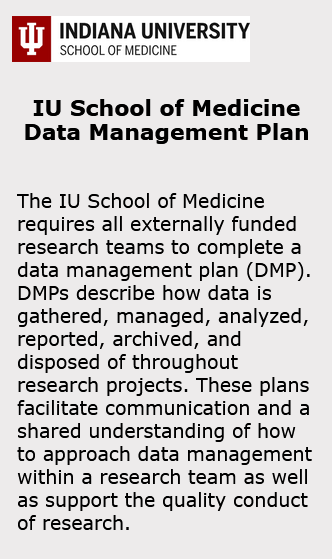 INDIANA UNIVERSITY
SCHOOL OF MEDICINE
IU School of Medicine
Data Management Plan
The IU School of Medicine
requires all externally funded
research teams to complete a
data management plan (DMP).
DMPs describe how data is
gathered, managed, analyzed,
reported, archived, and
disposed of throughout
research projects. These plans
facilitate communication and a
shared understanding of how
to approach data management
within a research team as well
as support the quality conduct
of research.